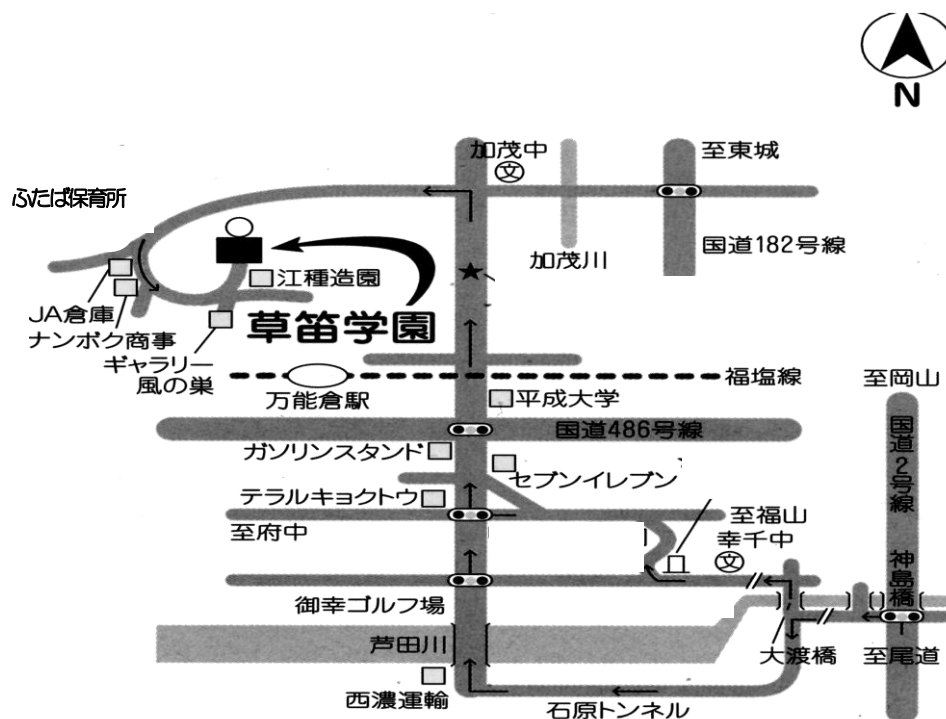 N
加茂中
文
至東城
ふたば保育所
国道182号線
加茂川
江種造園
JA倉庫
ナンボク商事
草笛学園
ギャラリー
風の巣
福塩線
至岡山
万能倉駅
平成大学
国道486号線
国道2号線
ガソリンスタンド
セブンイレブン
テラルキョクトウ
至府中
至福山
幸千中
文
神島橋
御幸ゴルフ場
芦田川
大渡橋
至尾道
西濃運輸
石原トンネル